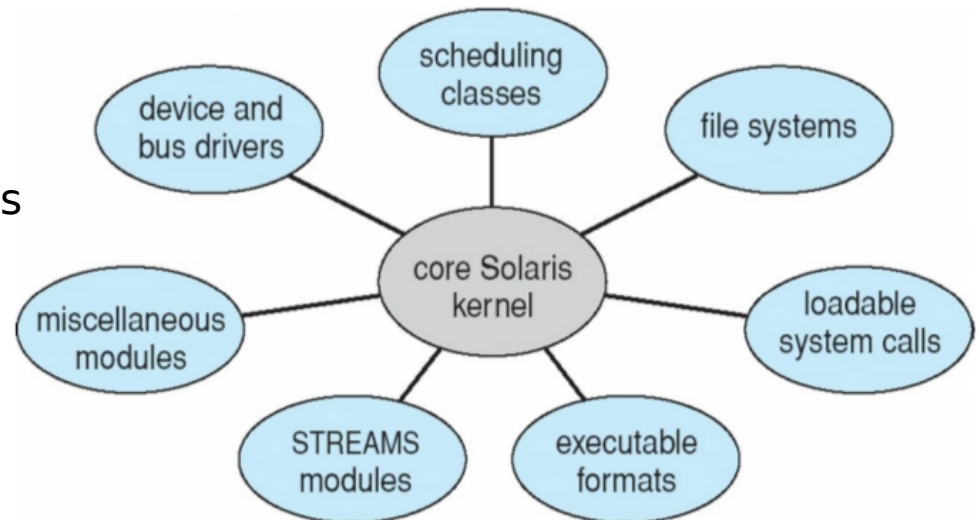 scheduling
classes
device and
bus drivers
file systems
s
core Solaris
kernel
miscellaneous
modules
loadable
system calls
STREAMS
modules
executable
formats